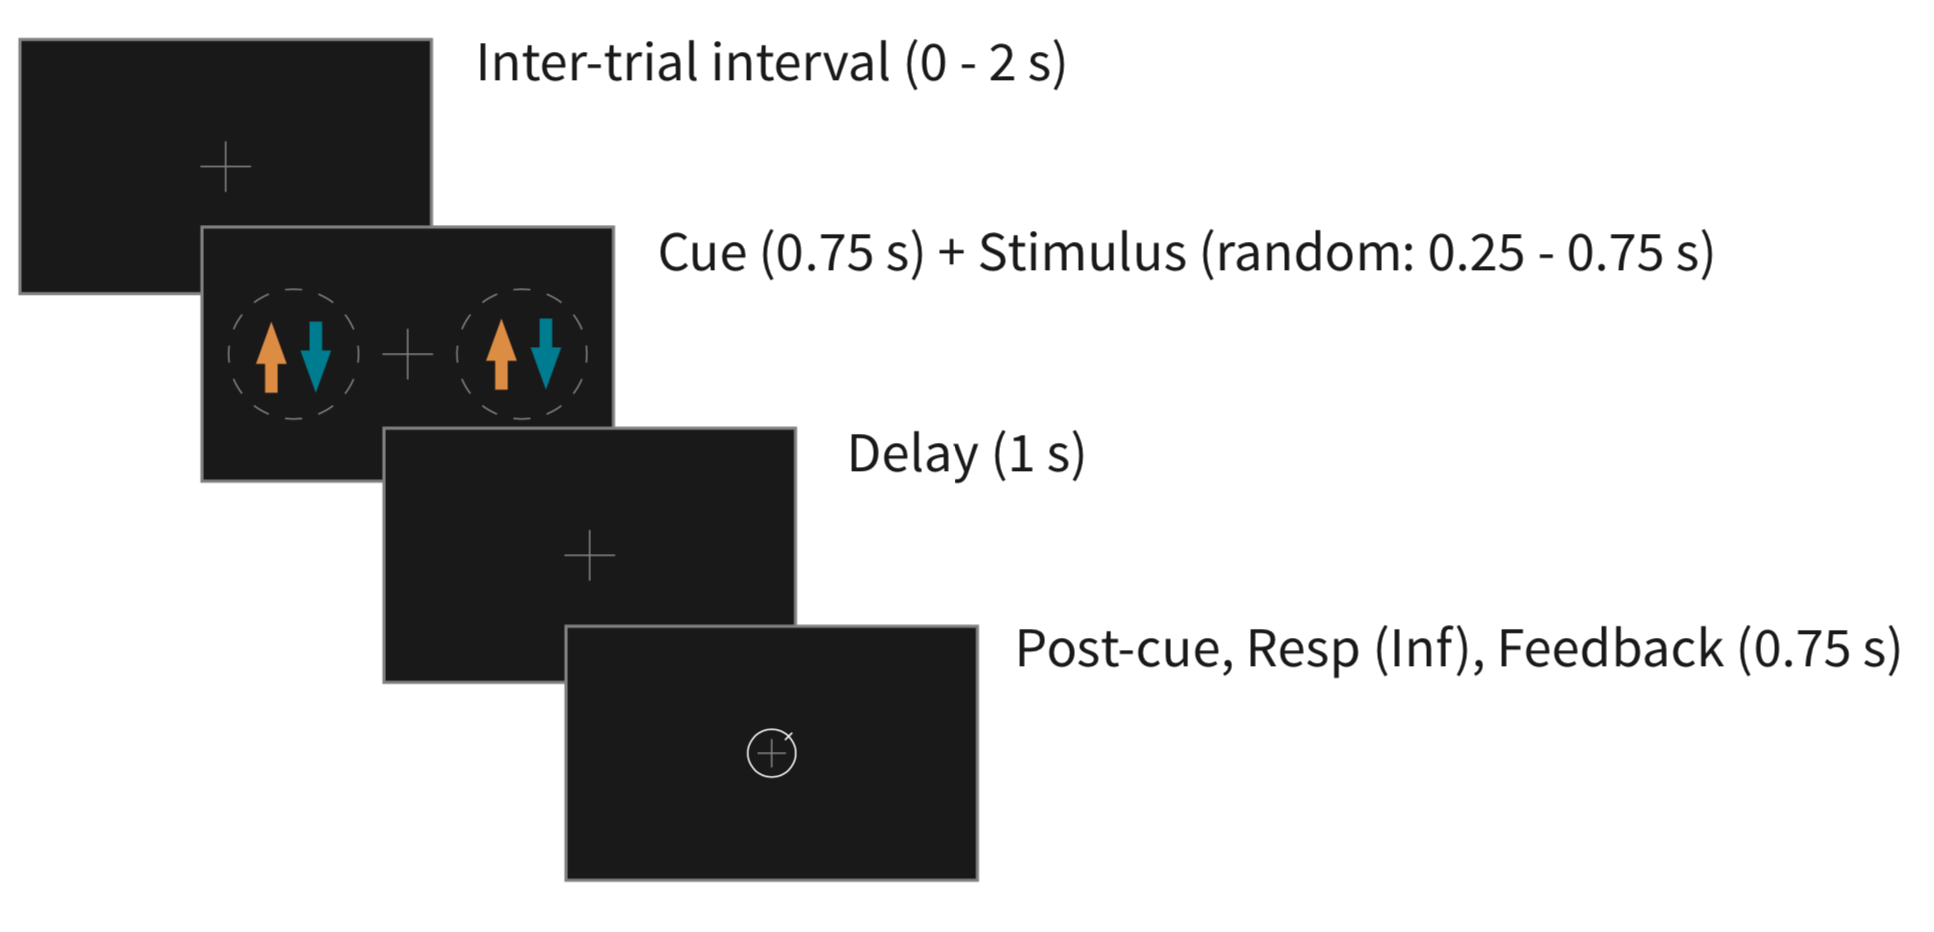 Inter-trial interval (0 - 2 s)
Cue (0.75 s) + Stimulus (random: 0.25 - 0.75 s)
Delay (1 s)
Post-cue, Resp (Inf), Feedback (0.75 s)